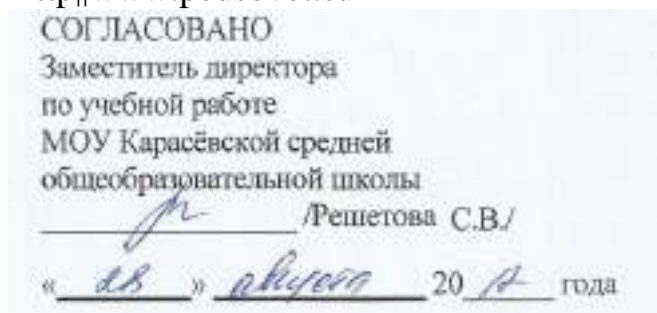 СОГЛАСОВАНО
Заместитель директора
по учебной работе
МОУ Карасёвской средней
общеобразовательной школы
/Решетова С.В./
« 28 » августа 20 года